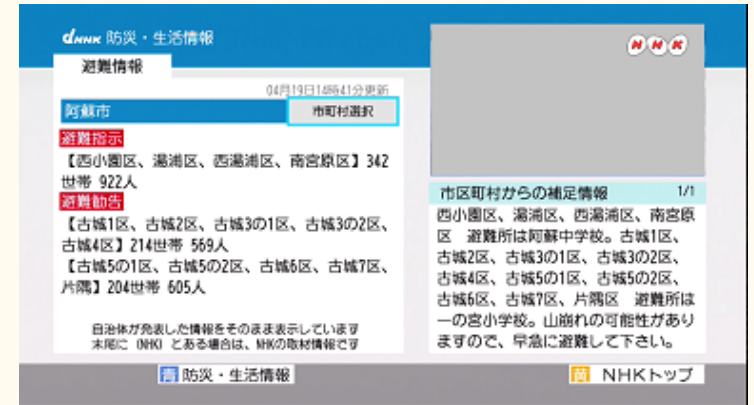 dNHK 防災・生活情報
避難情報
04月19日14時41分更新
阿蘇市
市町村選択
避難指示
【西小園区、湯浦区、西湯浦区、南宮原区】342
世帯 922人
避難勧告
【古城1区、古城2区、古城3の1区、古城3の2区、
古城4区】214世帯 569人
【古城5の1区、古城5の2区、古城6区、古城7区、
片隅】204世帯 605人
自治体が発表した情報をそのまま表示しています
末尾に (NHK) とある場合は、NHKの取材情報です
NHK
市区町村からの補足情報 1/1
西小園区、湯浦区、西湯浦区、南宮原
区 避難所は阿蘇中学校。古城1区、
古城2区、古城3の1区、古城3の2区、
古城4区、古城5の1区、古城5の2区、
古城6区、古城7区、片隅区 避難所は
一の宮小学校。山崩れの可能性があり
ますので、早急に避難して下さい。
青 防災・生活情報
黄 NHKトップ